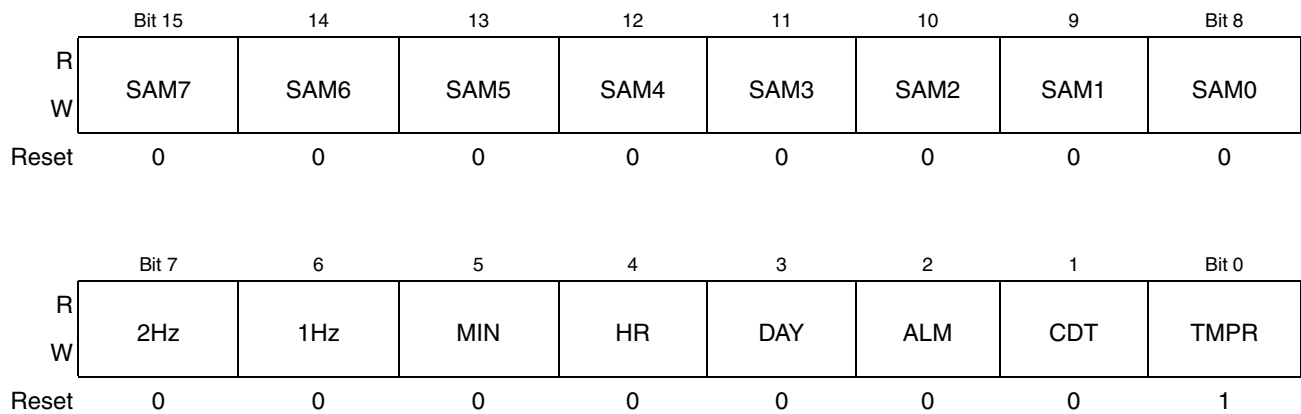 Bit 15 14 13 12 11 10 9 Bit 8
R
SAM7 SAM6 SAM5 SAM4 SAM3 SAM2 SAM1 SAM0
W
Reset 0 0 0 0 0 0 0 0
Bit 7 6 5 4 3 2 1 Bit 0
R
2Hz 1Hz MIN HR DAY ALM CDT TMPR
W
Reset 0 0 0 0 0 0 0 1